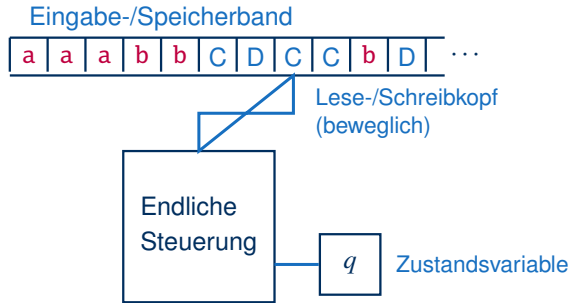 Eingabe-/Speicherband
a a a b b C D C C b D ...
Lese-/Schreibkopf
(beweglich)
Endliche
Steuerung
q
Zustandsvariable